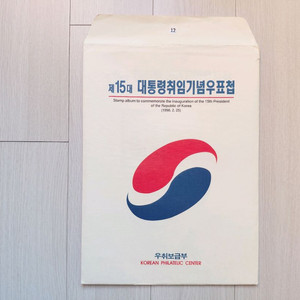 12
제15대 대통령취임기념우표첩
Stamp album to commemorate the inauguration of the 15th President
of the Republic of Korea
(1998. 2. 25)
우취보급부
KOREAN PHILATELIC CENTER